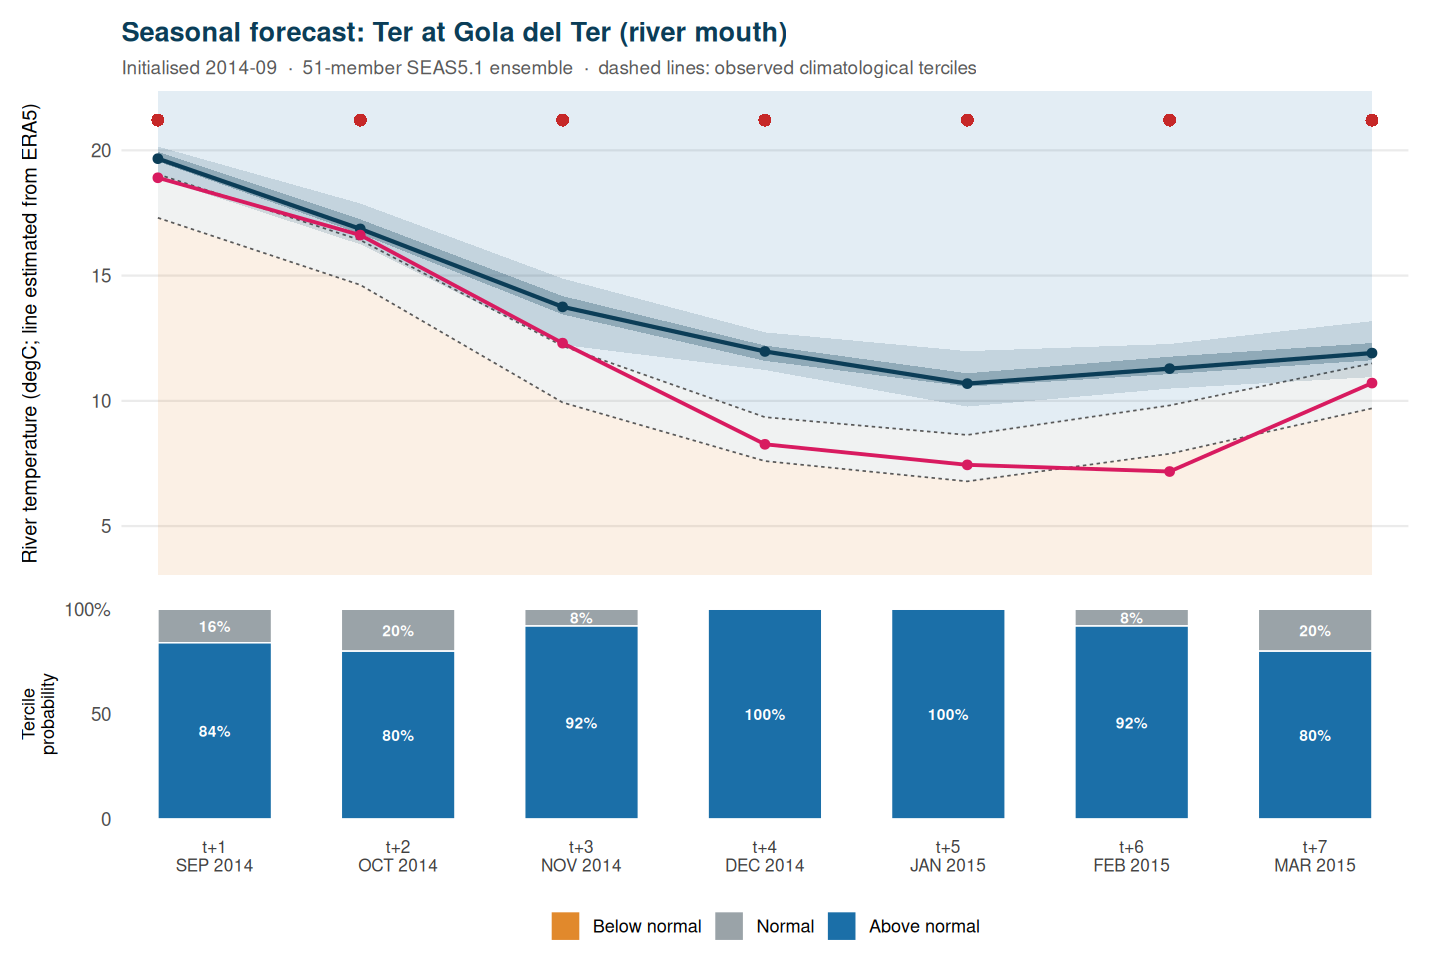 Seasonal forecast: Ter at Gola del Ter (river mouth)
Initialised 2014-09 · 51-member SEAS5.1 ensemble · dashed lines: observed climatological terciles
River temperature (degC; line estimated from ERA5)
20
15
10
5
Tercile
probability
100%
50
0
16%
84%
20%
80%
8%
92%
100%
100%
8%
92%
20%
80%
t+1
SEP 2014
t+2
OCT 2014
t+3
NOV 2014
t+4
DEC 2014
t+5
JAN 2015
t+6
FEB 2015
t+7
MAR 2015
Below normal
Normal
Above normal